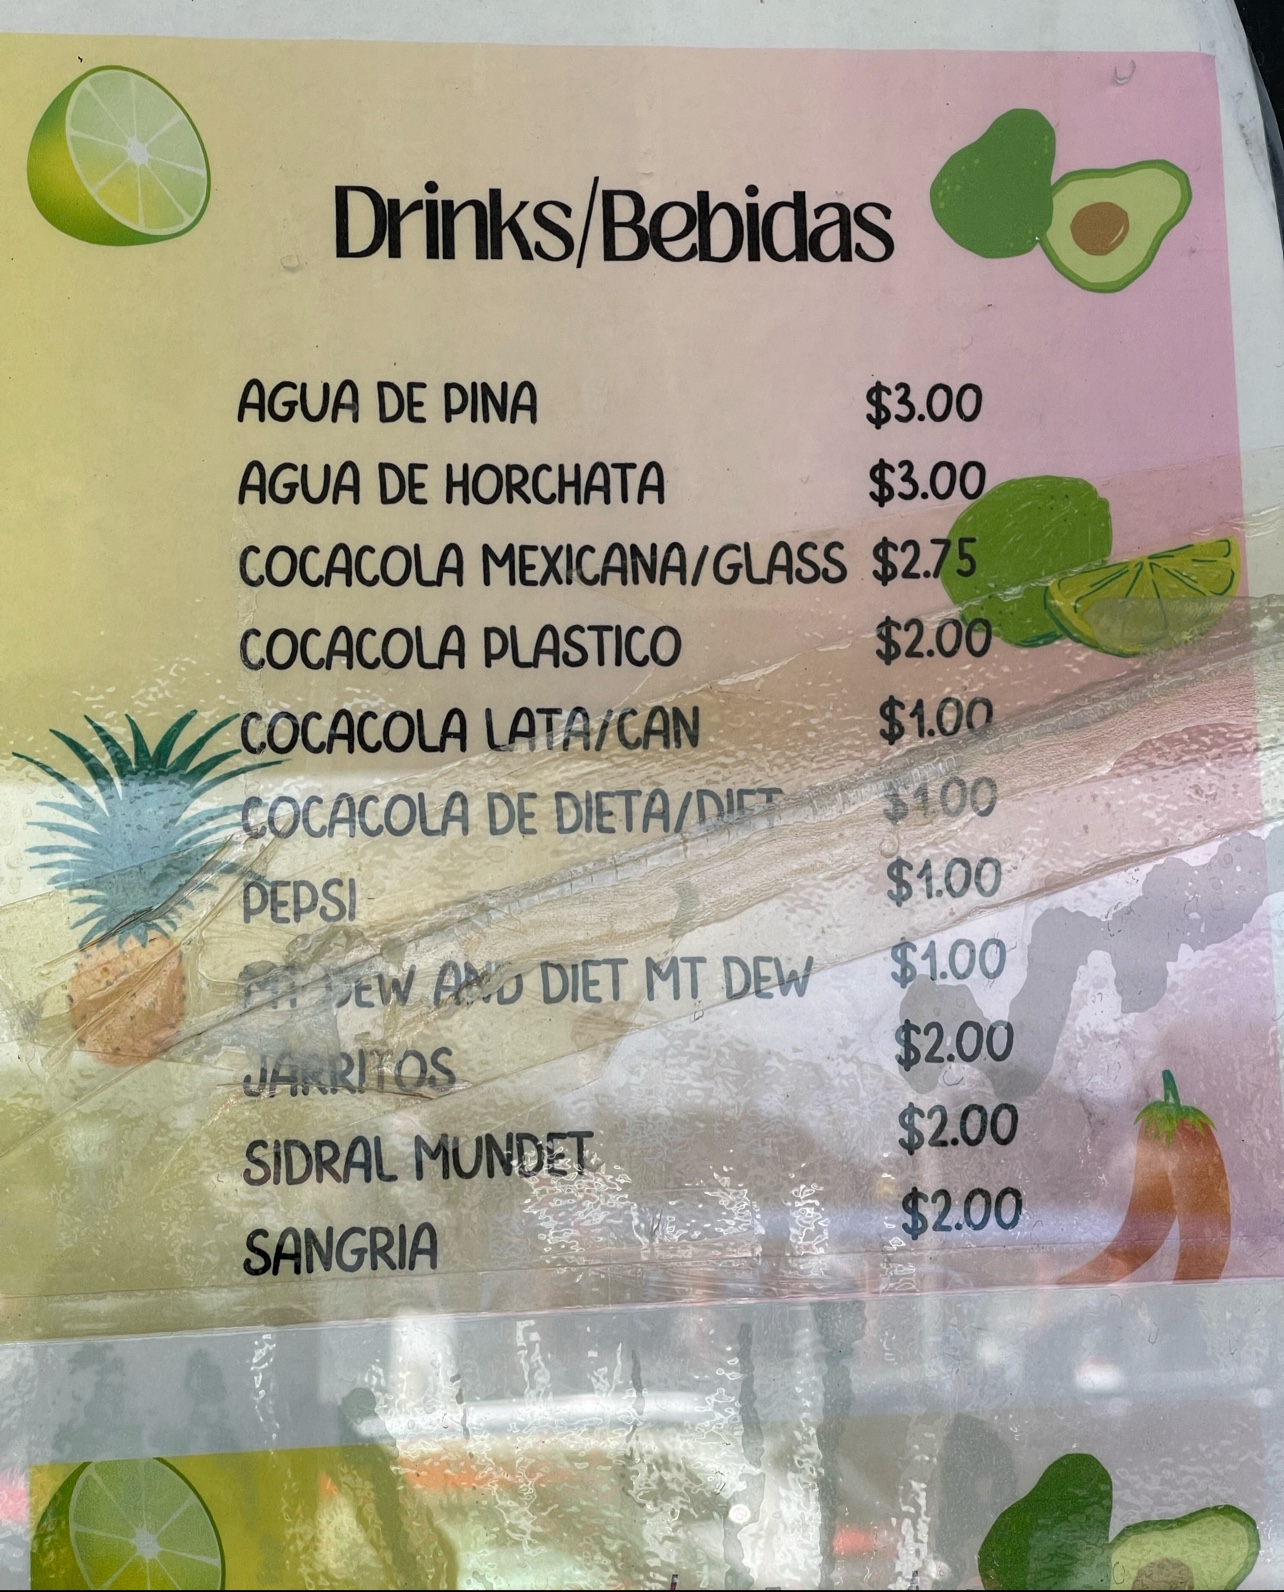 Drinks/Bebidas
AGUA DE PINA $3.00
AGUA DE HORCHATA $3.00
COCACOLA MEXICANA/GLASS $2.75
COCACOLA PLASTICO $2.00
COCACOLA LATA/CAN $1.00
COCACOLA DE DIETA/DIET $1.00
PEPSI $1.00
MT DEW AND DIET MT DEW $1.00
JARRITOS $2.00
SIDRAL MUNDET $2.00
SANGRIA $2.00